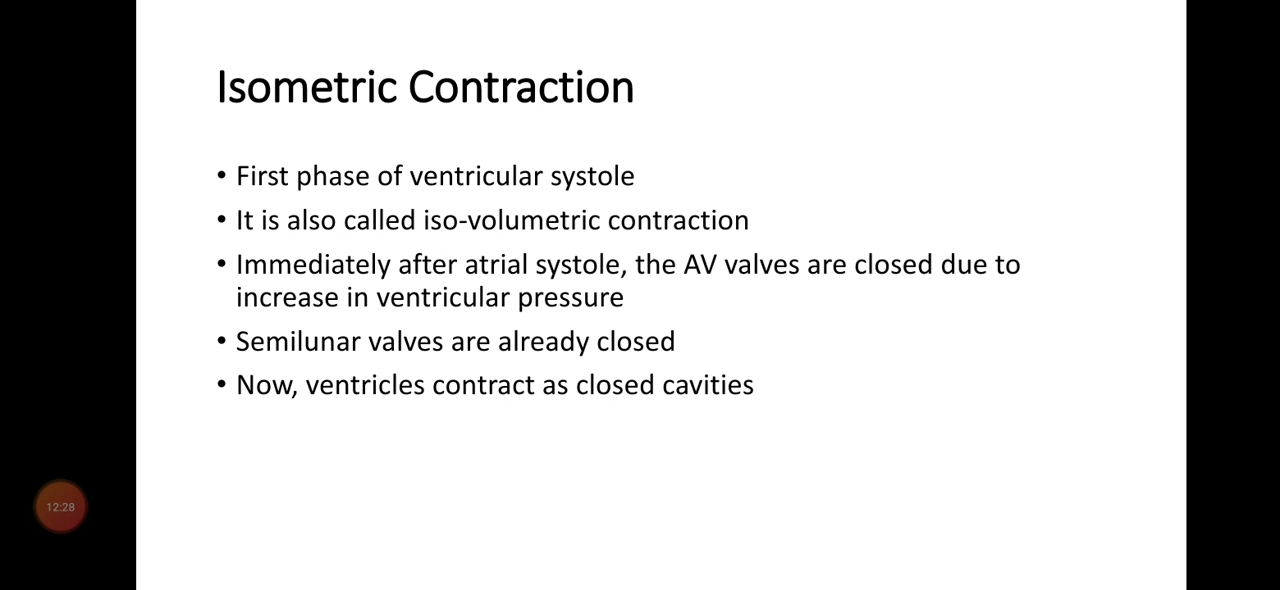 Isometric Contraction
• First phase of ventricular systole
• It is also called iso-volumetric contraction
• Immediately after atrial systole, the AV valves are closed due to
increase in ventricular pressure
• Semilunar valves are already closed
• Now, ventricles contract as closed cavities
12:28